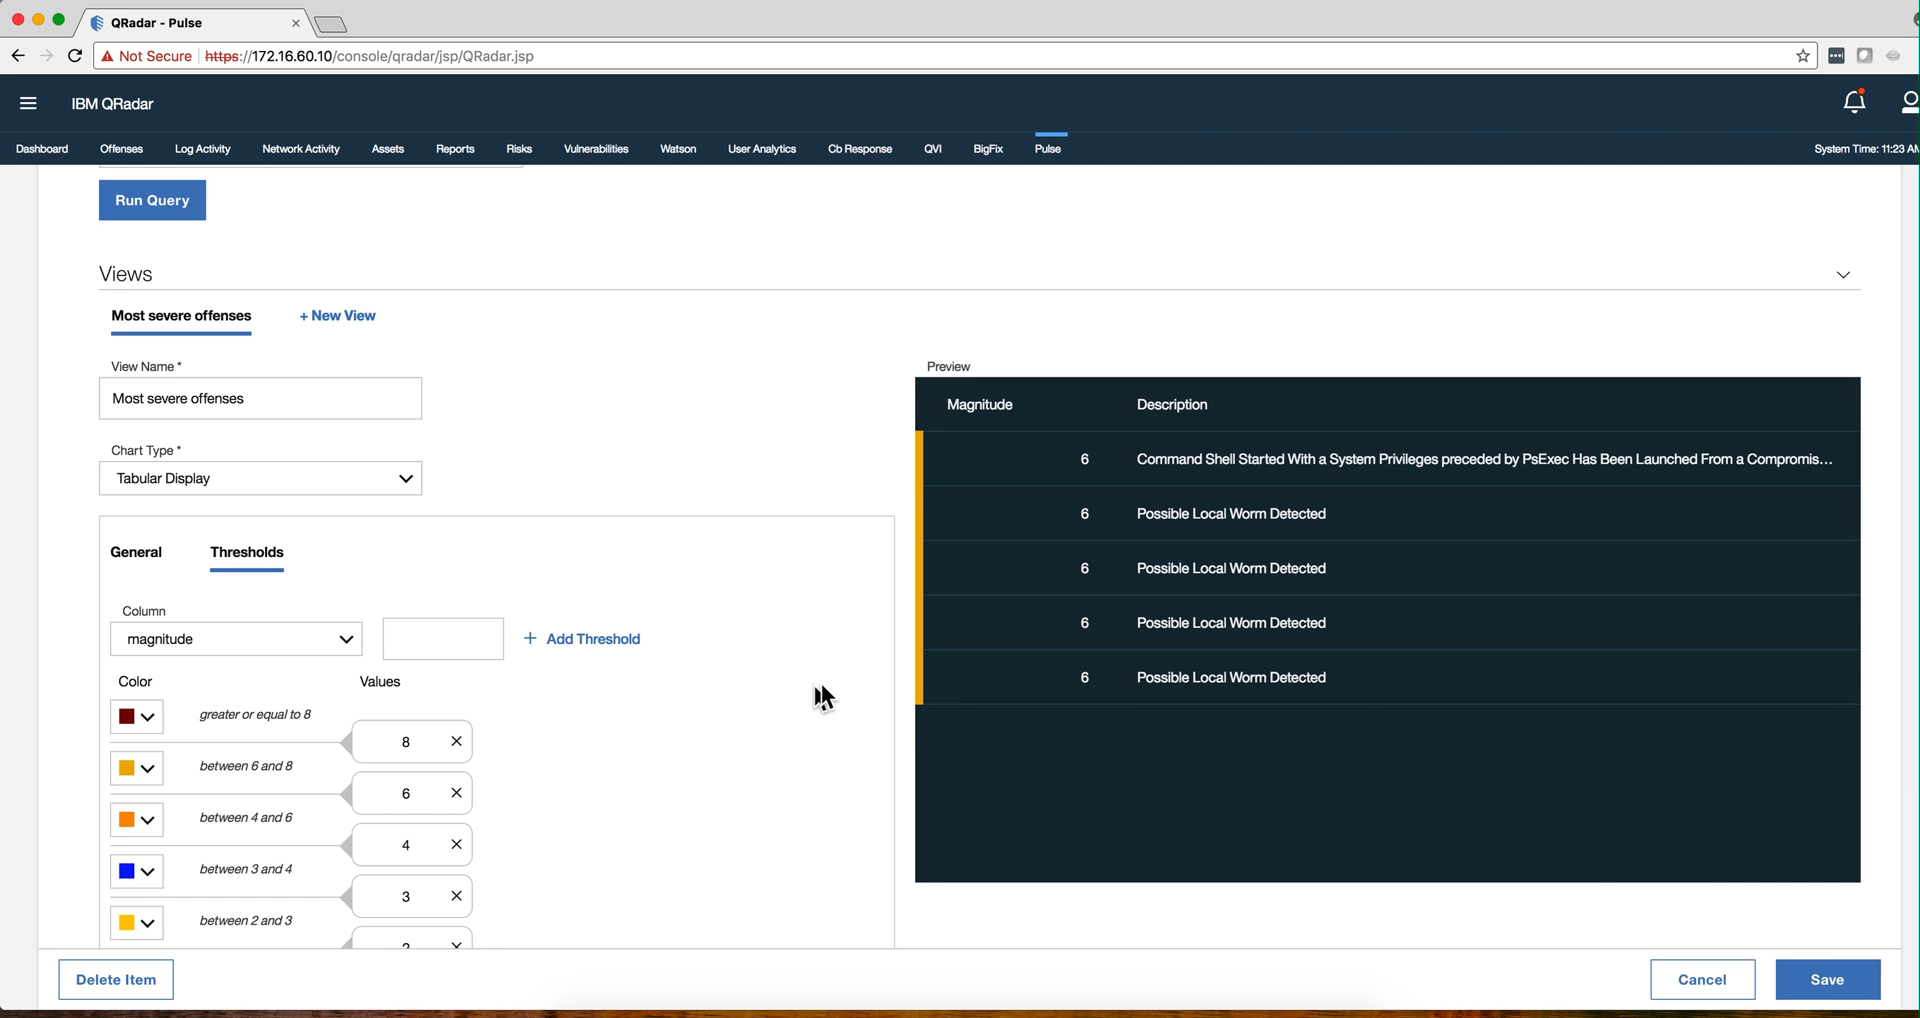 QRadar - Pulse
Not Secure https://172.16.60.10/console/qradar/jsp/QRadar.jsp
IBM QRadar
Dashboard Offenses Log Activity Network Activity Assets Reports Risks Vulnerabilities Watson User Analytics Cb Response QVI BigFix Pulse System Time: 11:23 AM
Run Query
Views
Most severe offenses + New View
View Name *
Most severe offenses
Chart Type *
Tabular Display
General Thresholds
Column
magnitude + Add Threshold
Color Values
greater or equal to 8
8
between 6 and 8
6
between 4 and 6
4
between 3 and 4
3
between 2 and 3
2
Preview
Magnitude Description
6 Command Shell Started With a System Privileges preceded by PsExec Has Been Launched From a Compromis...
6 Possible Local Worm Detected
6 Possible Local Worm Detected
6 Possible Local Worm Detected
6 Possible Local Worm Detected
Delete Item Cancel Save